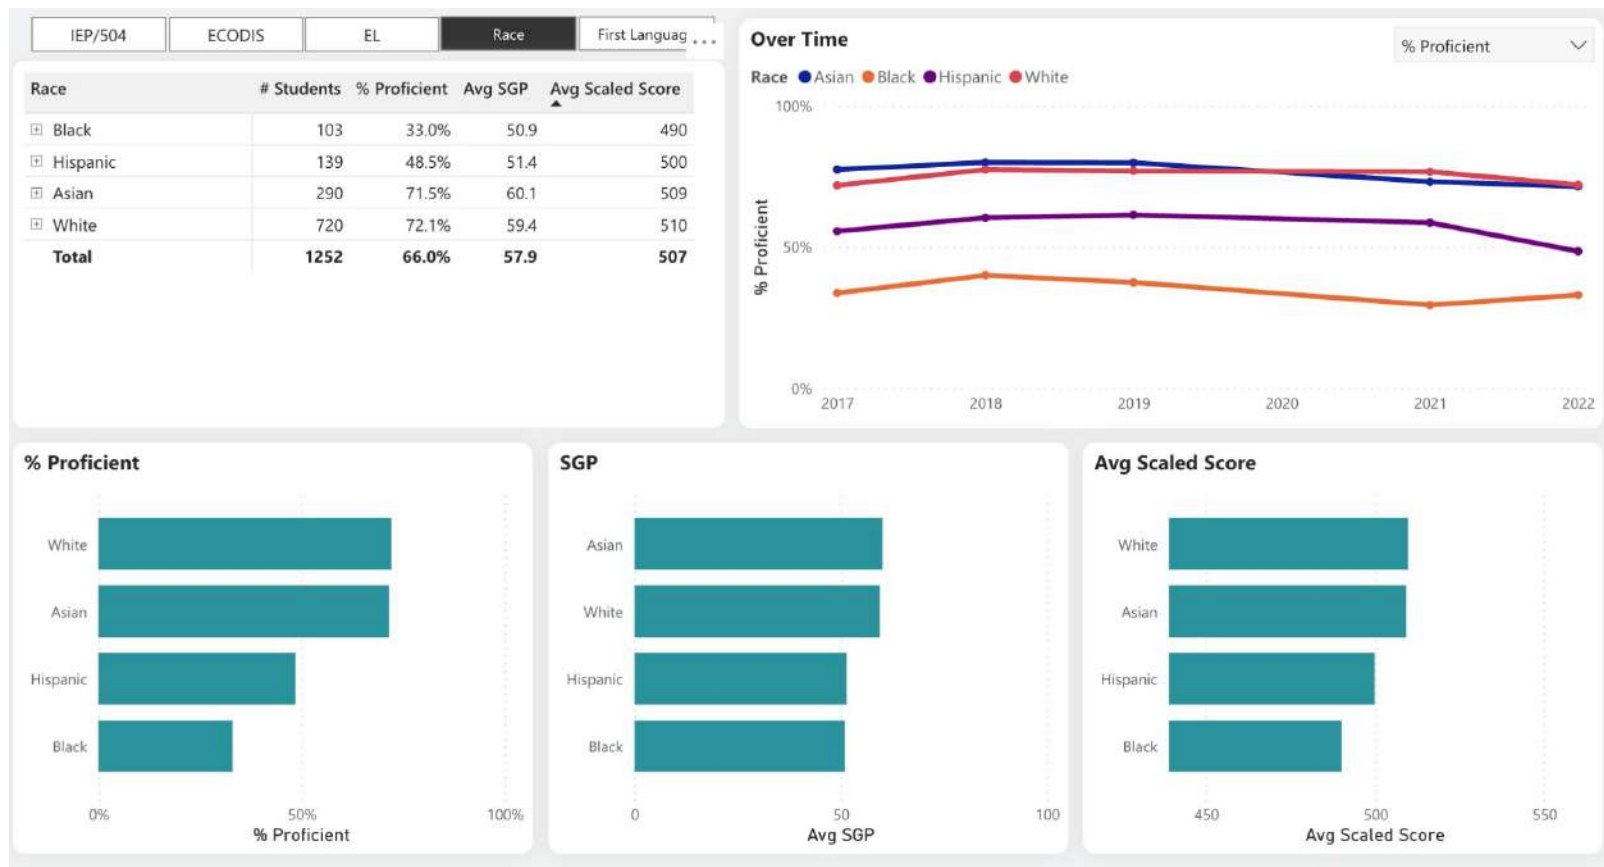 IEP/504 ECODIS EL Race First Languag ...
Race # Students % Proficient Avg SGP Avg Scaled Score
Black 103 33.0% 50.9 490
Hispanic 139 48.5% 51.4 500
Asian 290 71.5% 60.1 509
White 720 72.1% 59.4 510
Total 1252 66.0% 57.9 507
Over Time
% Proficient
Race Asian Black Hispanic White
100%
50%
0%
% Proficient
2017 2018 2019 2020 2021 2022
% Proficient
White
Asian
Hispanic
Black
0% 50% 100%
% Proficient
SGP
Asian
White
Hispanic
Black
0 50 100
Avg SGP
Avg Scaled Score
White
Asian
Hispanic
Black
450 500 550
Avg Scaled Score